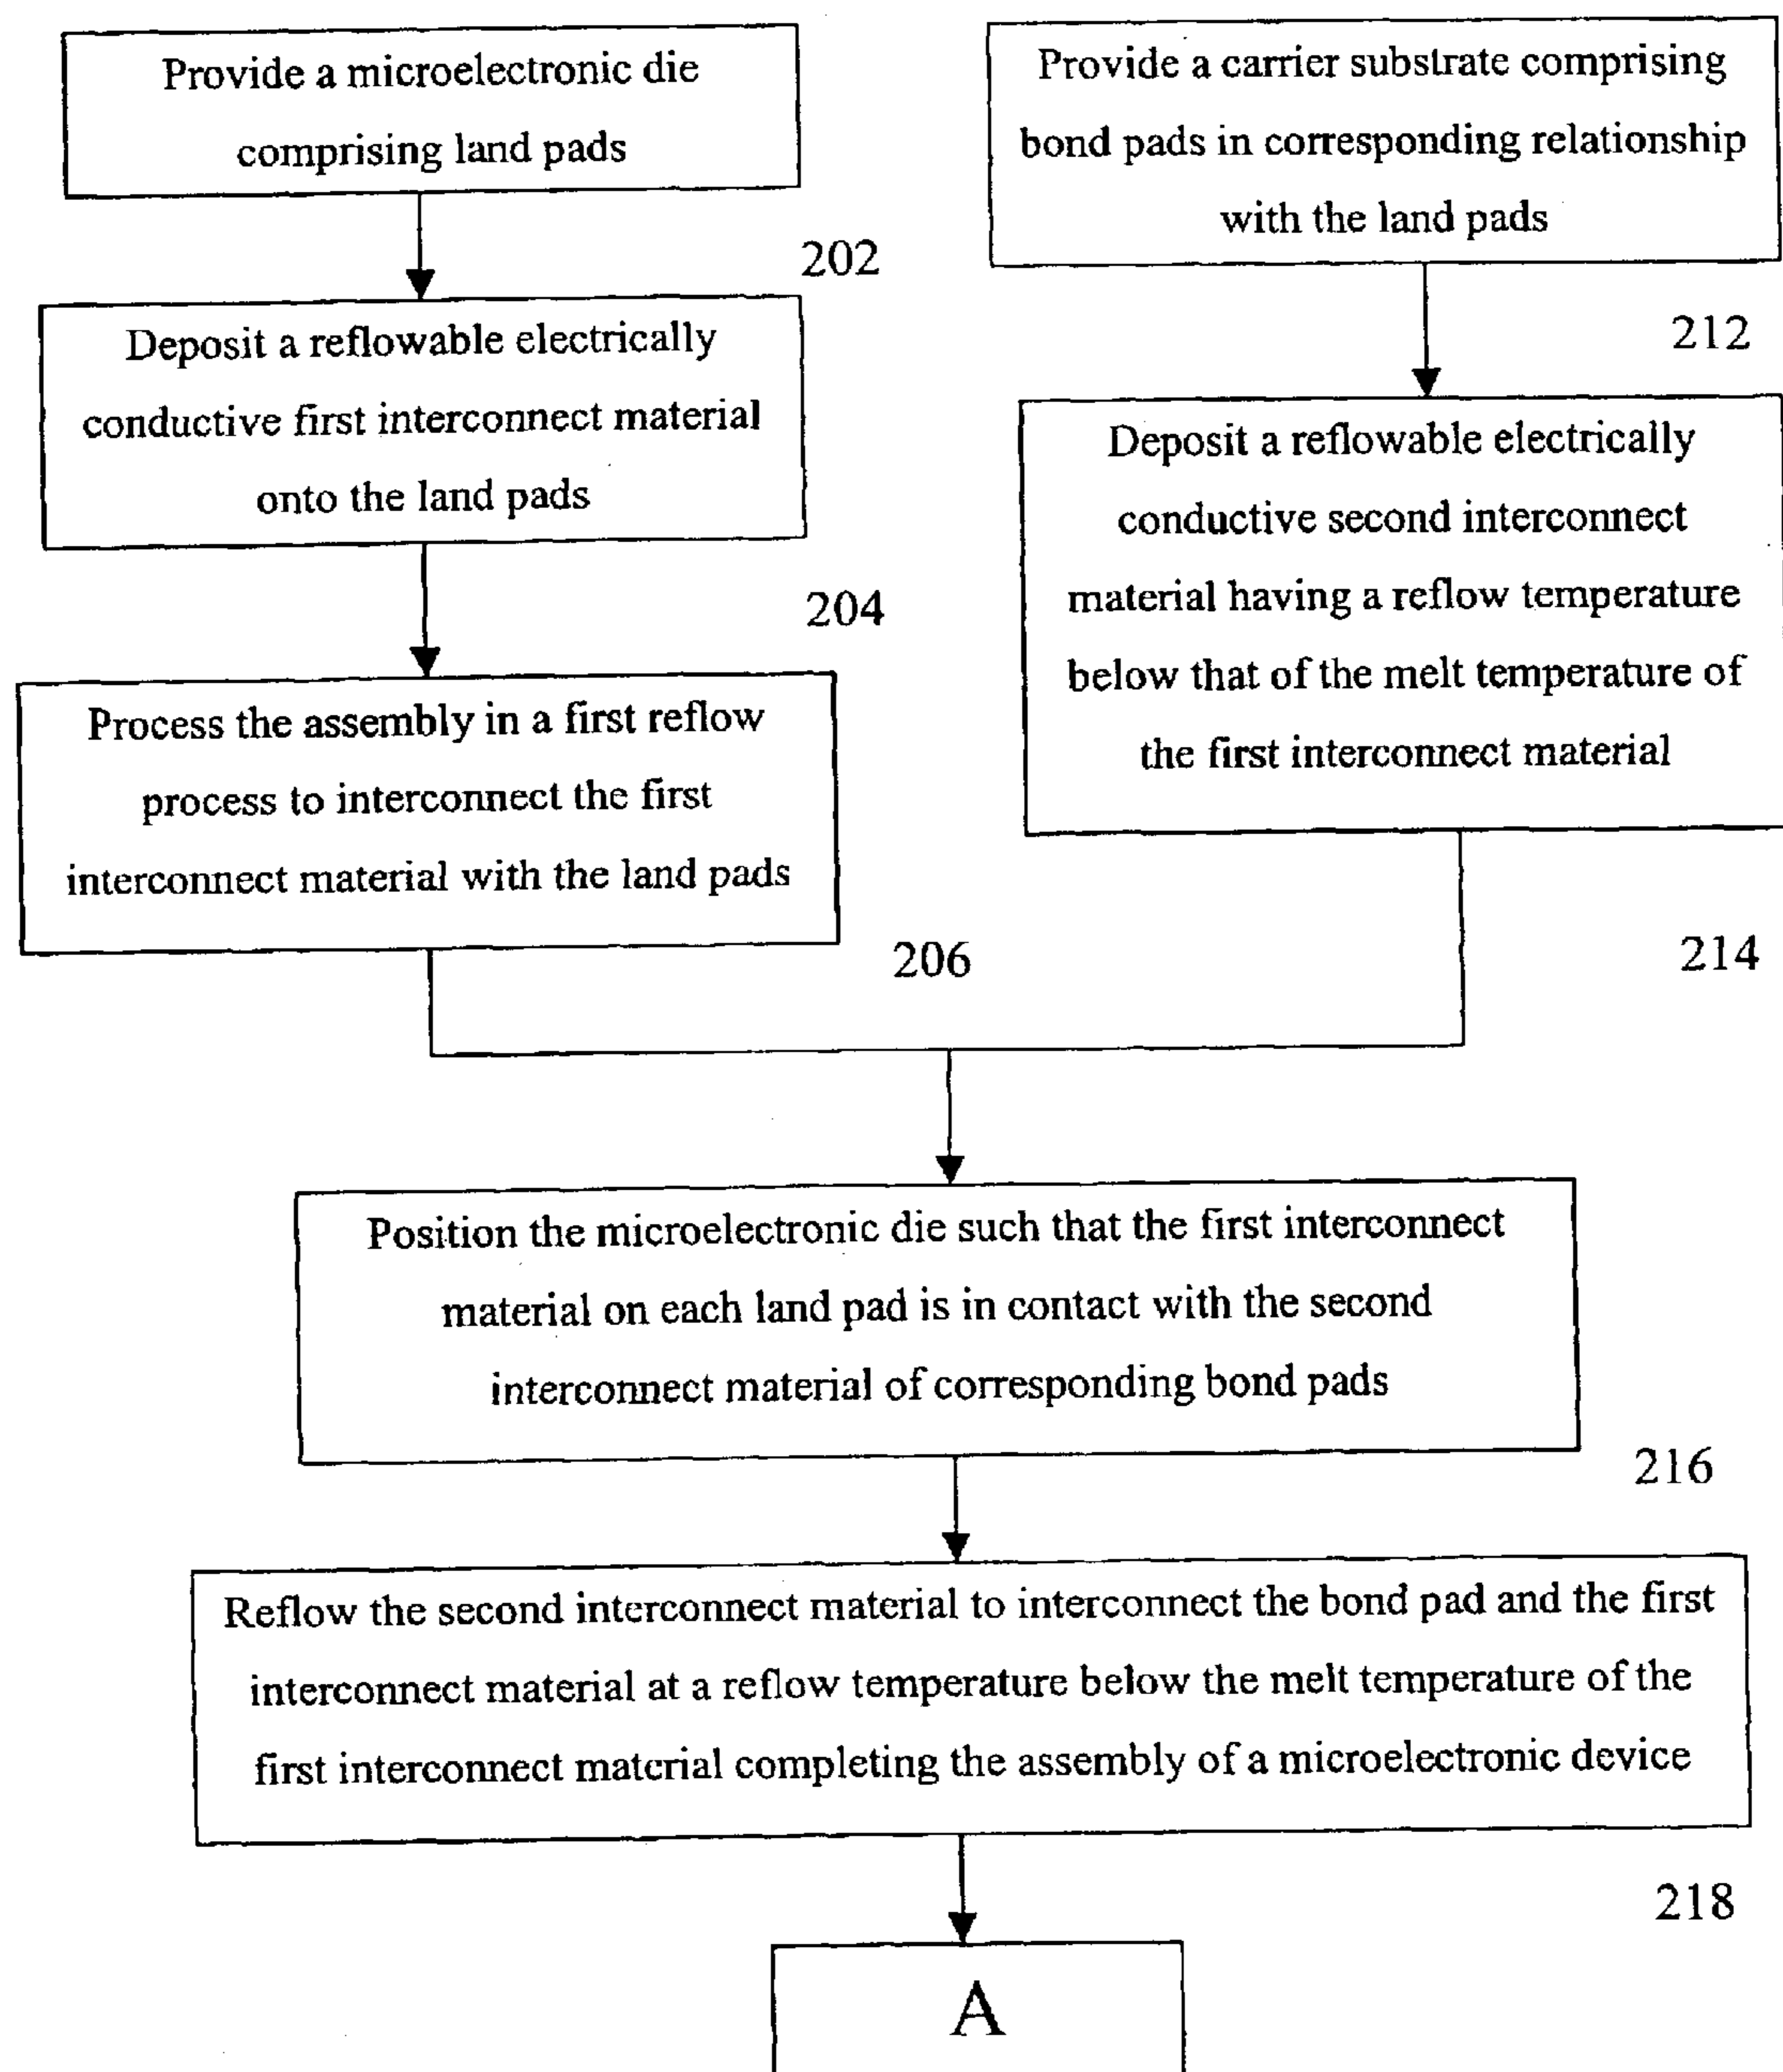 Provide a microelectronic die
comprising land pads
202
Deposit a reflowable electrically
conductive first interconnect material
onto the land pads
204
Process the assembly in a first reflow
process to interconnect the first
interconnect material with the land pads
206
Provide a carrier substrate comprising
bond pads in corresponding relationship
with the land pads
212
Deposit a reflowable electrically
conductive second interconnect
material having a reflow temperature
below that of the melt temperature of
the first interconnect material
214
Position the microelectronic die such that the first interconnect
material on each land pad is in contact with the second
interconnect material of corresponding bond pads
216
Reflow the second interconnect material to interconnect the bond pad and the first
interconnect material at a reflow temperature below the melt temperature of the
first interconnect material completing the assembly of a microelectronic device
218
A